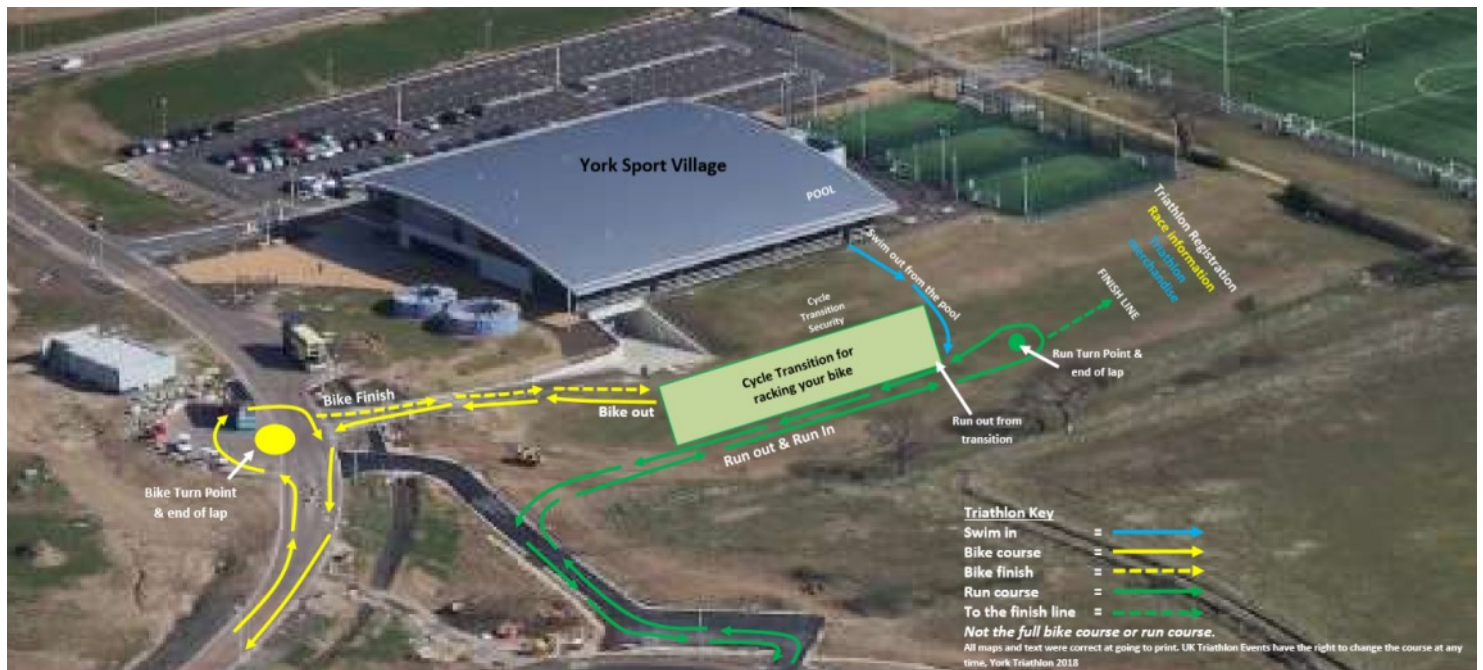 York Sport Village
POOL
Swim out from the pool
Triathlon Registration
Race information
Triathlon
merchandise
FINISH LINE
Cycle
Transition
Security
Cycle Transition for
racking your bike
Run Turn Point &
end of lap
Bike Finish
Bike out
Run out from
transition
Run out & Run In
Bike Turn Point
& end of lap
Triathlon Key
Swim in =
Bike course =
Bike finish =
Run course =
To the finish line =
Not the full bike course or run course.
All maps and text were correct at going to print. UK Triathlon Events have the right to change the course at any
time. York Triathlon 2018